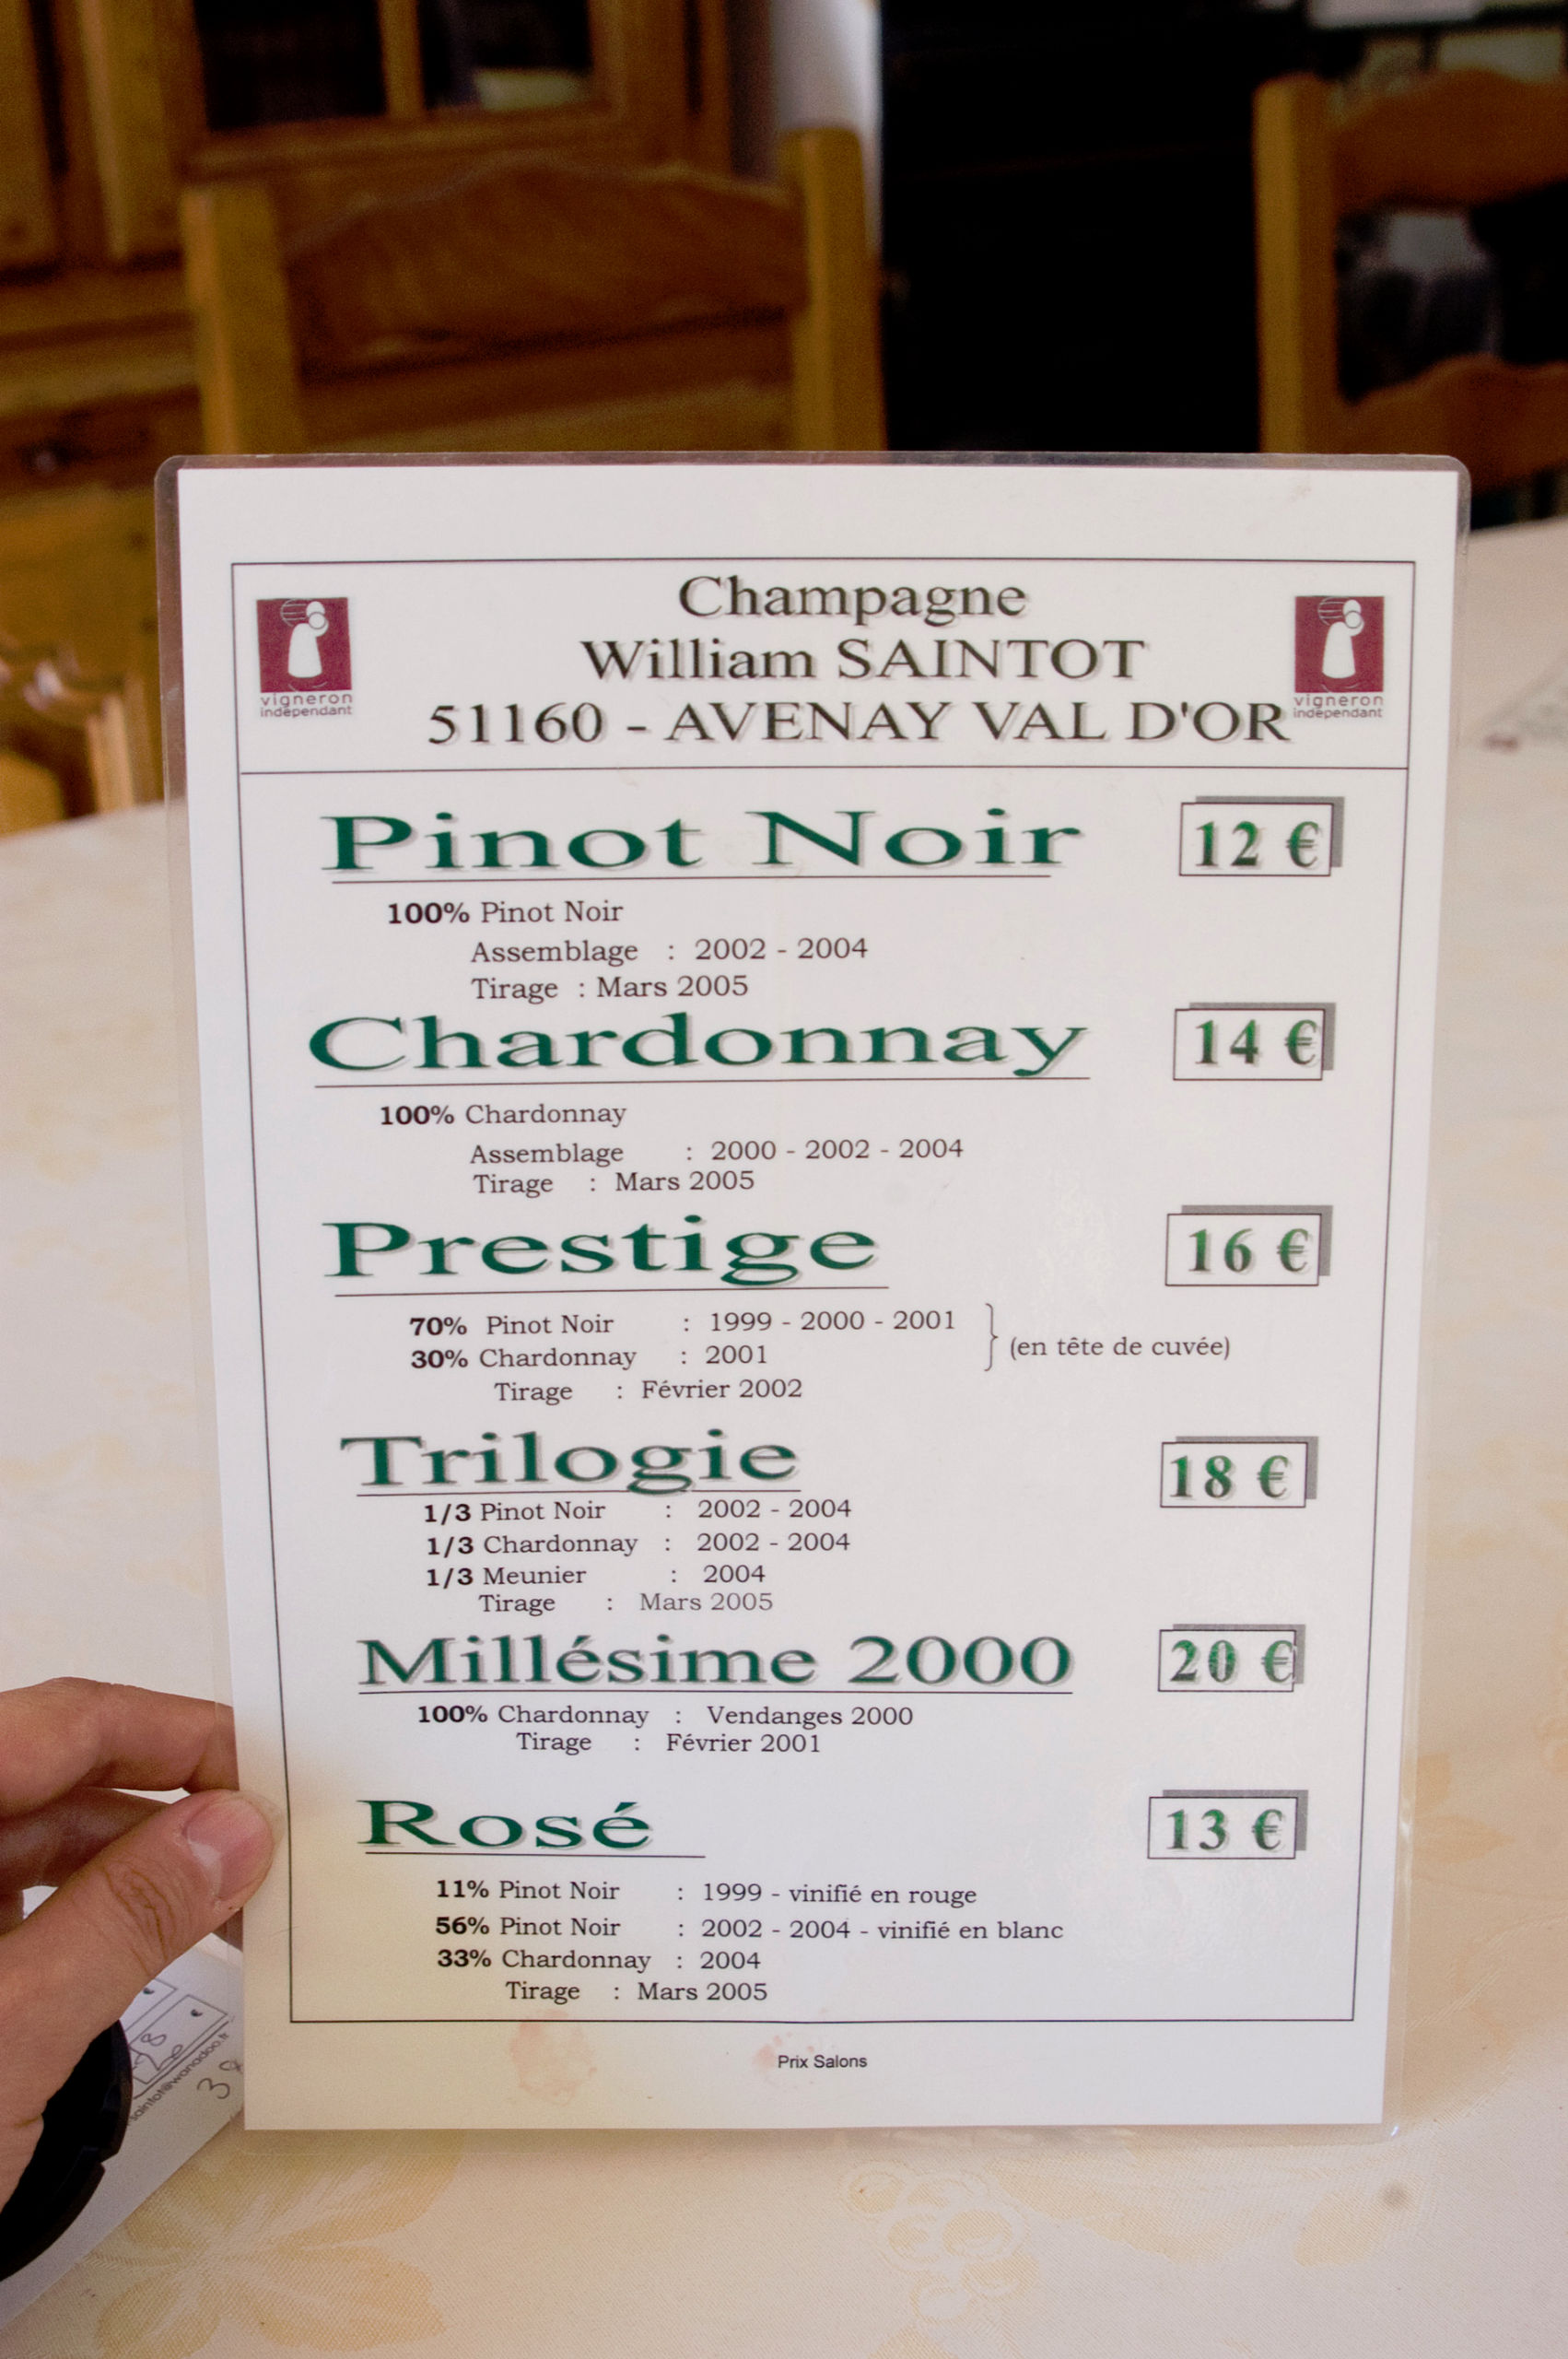 Champagne
William SAINTOT
51160 - AVENAY VAL D'OR
vigneron
indépendant
vigneron
indépendant
Pinot Noir 12 €
100% Pinot Noir
Assemblage : 2002 - 2004
Tirage : Mars 2005
Chardonnay 14 €
100% Chardonnay
Assemblage : 2000 - 2002 - 2004
Tirage : Mars 2005
Prestige 16 €
70% Pinot Noir : 1999 - 2000 - 2001
30% Chardonnay : 2001
(en tête de cuvée)
Tirage : Février 2002
Trilogie 18 €
1/3 Pinot Noir : 2002 - 2004
1/3 Chardonnay : 2002 - 2004
1/3 Meunier : 2004
Tirage : Mars 2005
Millésime 2000 20 €
100% Chardonnay : Vendanges 2000
Tirage : Février 2001
Rosé 13 €
11% Pinot Noir : 1999 - vinifié en rouge
56% Pinot Noir : 2002 - 2004 - vinifié en blanc
33% Chardonnay : 2004
Tirage : Mars 2005
Prix Salons
saintot@wanadoo.fr